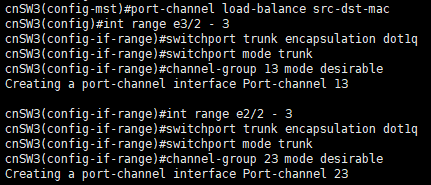 cnSW3(config-mst)#port-channel load-balance src-dst-mac
cnSW3(config)#int range e3/2 - 3
cnSW3(config-if-range)#switchport trunk encapsulation dot1q
cnSW3(config-if-range)#switchport mode trunk
cnSW3(config-if-range)#channel-group 13 mode desirable
Creating a port-channel interface Port-channel 13

cnSW3(config-if-range)#int range e2/2 - 3
cnSW3(config-if-range)#switchport trunk encapsulation dot1q
cnSW3(config-if-range)#switchport mode trunk
cnSW3(config-if-range)#channel-group 23 mode desirable
Creating a port-channel interface Port-channel 23